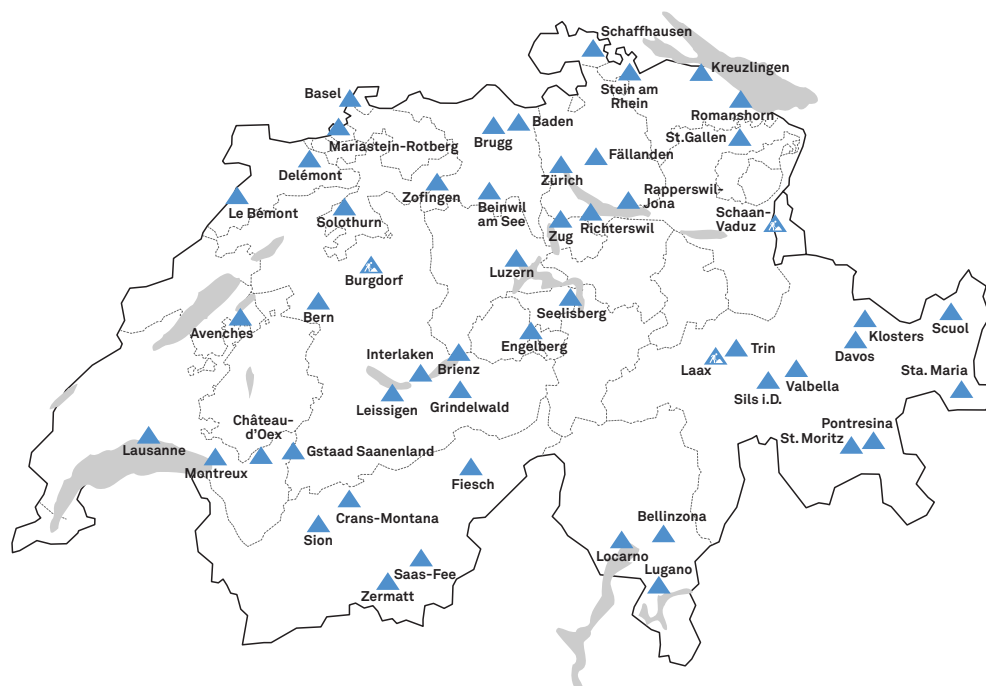 Schaffhausen
Kreuzlingen
Stein am
Rhein
Basel
Romanshorn
Baden
Brugg
Mariastein-Rotberg
St.Gallen
Fällanden
Delémont
Zürich
Zofingen
Beinwil
am See
Rapperswil-
Jona
Le Bémont
Solothurn
Schaan-
Vaduz
Zug
Richterswil
Luzern
Burgdorf
Seelisberg
Bern
Avenches
Engelberg
Scuol
Klosters
Davos
Interlaken
Brienz
Trin
Laax
Sta. Maria
Valbella
Sils i.D.
Leissigen
Grindelwald
Château-
d'Oex
Pontresina
St. Moritz
Lausanne
Gstaad Saanenland
Montreux
Fiesch
Crans-Montana
Bellinzona
Sion
Locarno
Lugano
Saas-Fee
Zermatt